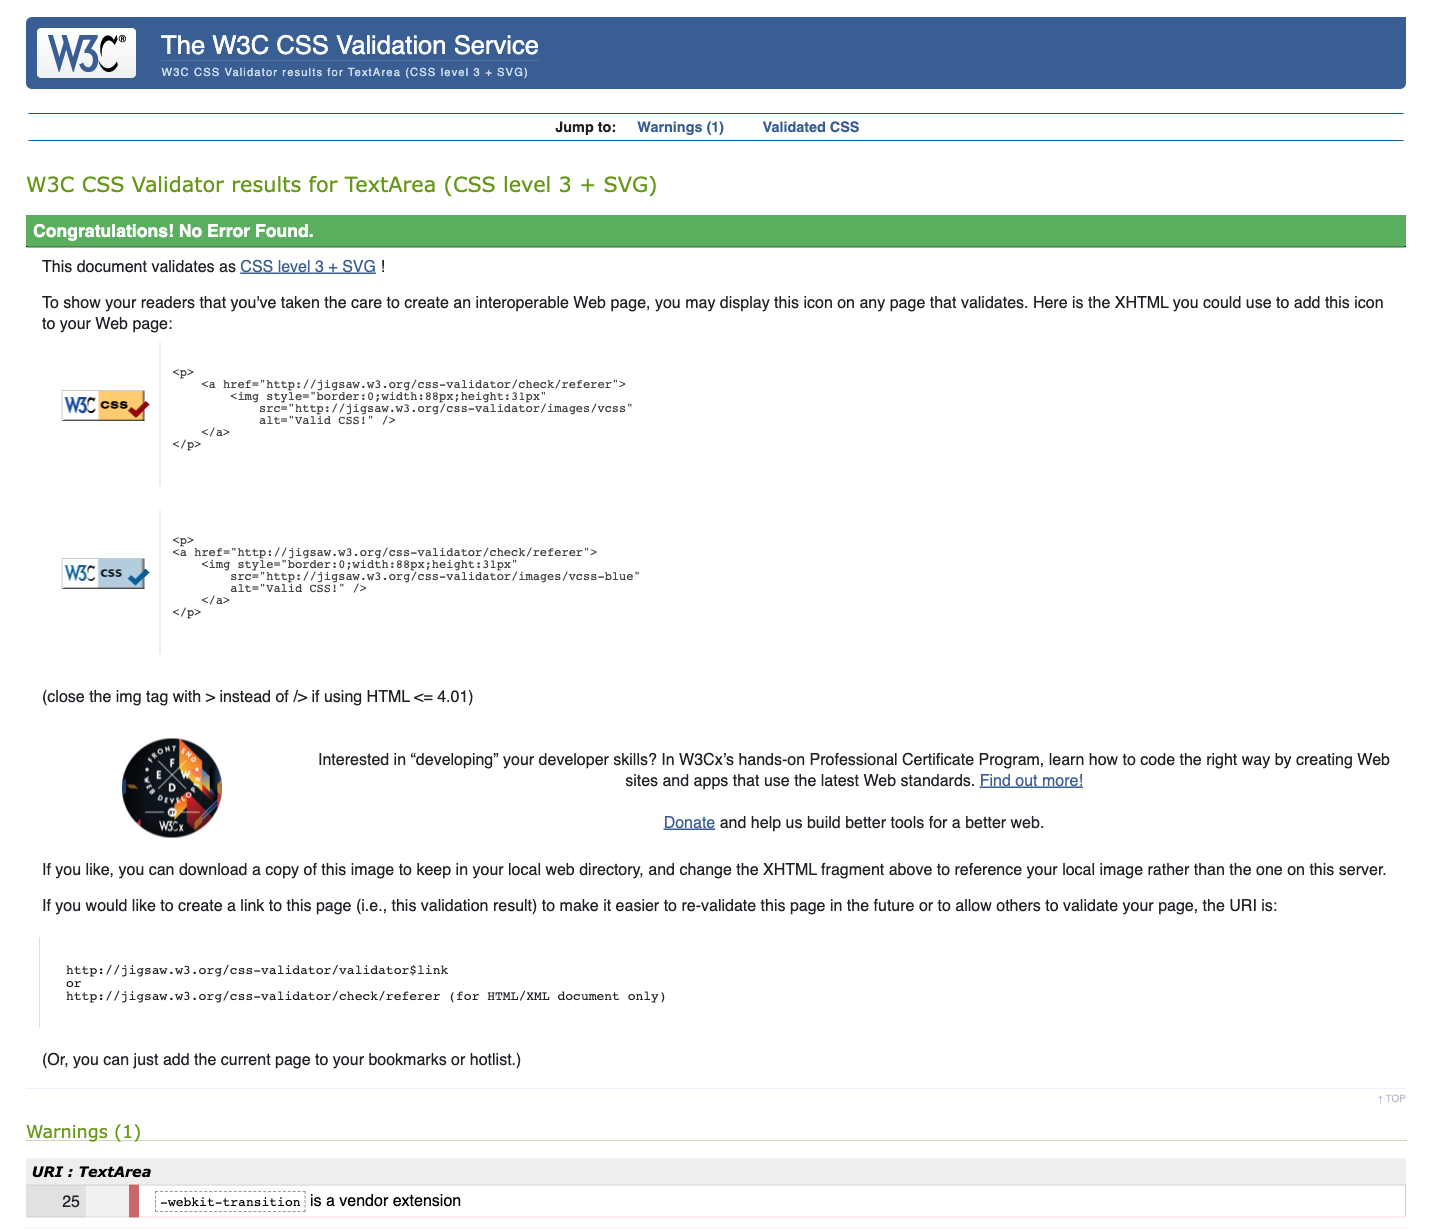 W3C®
The W3C CSS Validation Service
W3C CSS Validator results for TextArea (CSS level 3 + SVG)
Jump to: Warnings (1) Validated CSS
W3C CSS Validator results for TextArea (CSS level 3 + SVG)
Congratulations! No Error Found.
This document validates as CSS level 3 + SVG !
To show your readers that you've taken the care to create an interoperable Web page, you may display this icon on any page that validates. Here is the XHTML you could use to add this icon
to your Web page:
W3C css
<p>
    <a href="http://jigsaw.w3.org/css-validator/check/referer">
        <img style="border:0;width:88px;height:31px"
            src="http://jigsaw.w3.org/css-validator/images/vcss"
            alt="Valid CSS!" />
    </a>
</p>
W3C css
<p>
<a href="http://jigsaw.w3.org/css-validator/check/referer">
    <img style="border:0;width:88px;height:31px"
        src="http://jigsaw.w3.org/css-validator/images/vcss-blue"
        alt="Valid CSS!" />
    </a>
</p>
(close the img tag with > instead of /> if using HTML <= 4.01)
FRONT END
E F W D
WEB DEVELOPER
BY
W3Cx
Interested in “developing” your developer skills? In W3Cx’s hands-on Professional Certificate Program, learn how to code the right way by creating Web
sites and apps that use the latest Web standards. Find out more!
Donate and help us build better tools for a better web.
If you like, you can download a copy of this image to keep in your local web directory, and change the XHTML fragment above to reference your local image rather than the one on this server.
If you would like to create a link to this page (i.e., this validation result) to make it easier to re-validate this page in the future or to allow others to validate your page, the URI is:
http://jigsaw.w3.org/css-validator/validator$link
or
http://jigsaw.w3.org/css-validator/check/referer (for HTML/XML document only)
(Or, you can just add the current page to your bookmarks or hotlist.)
↑ TOP
Warnings (1)
URI : TextArea
25 -webkit-transition is a vendor extension